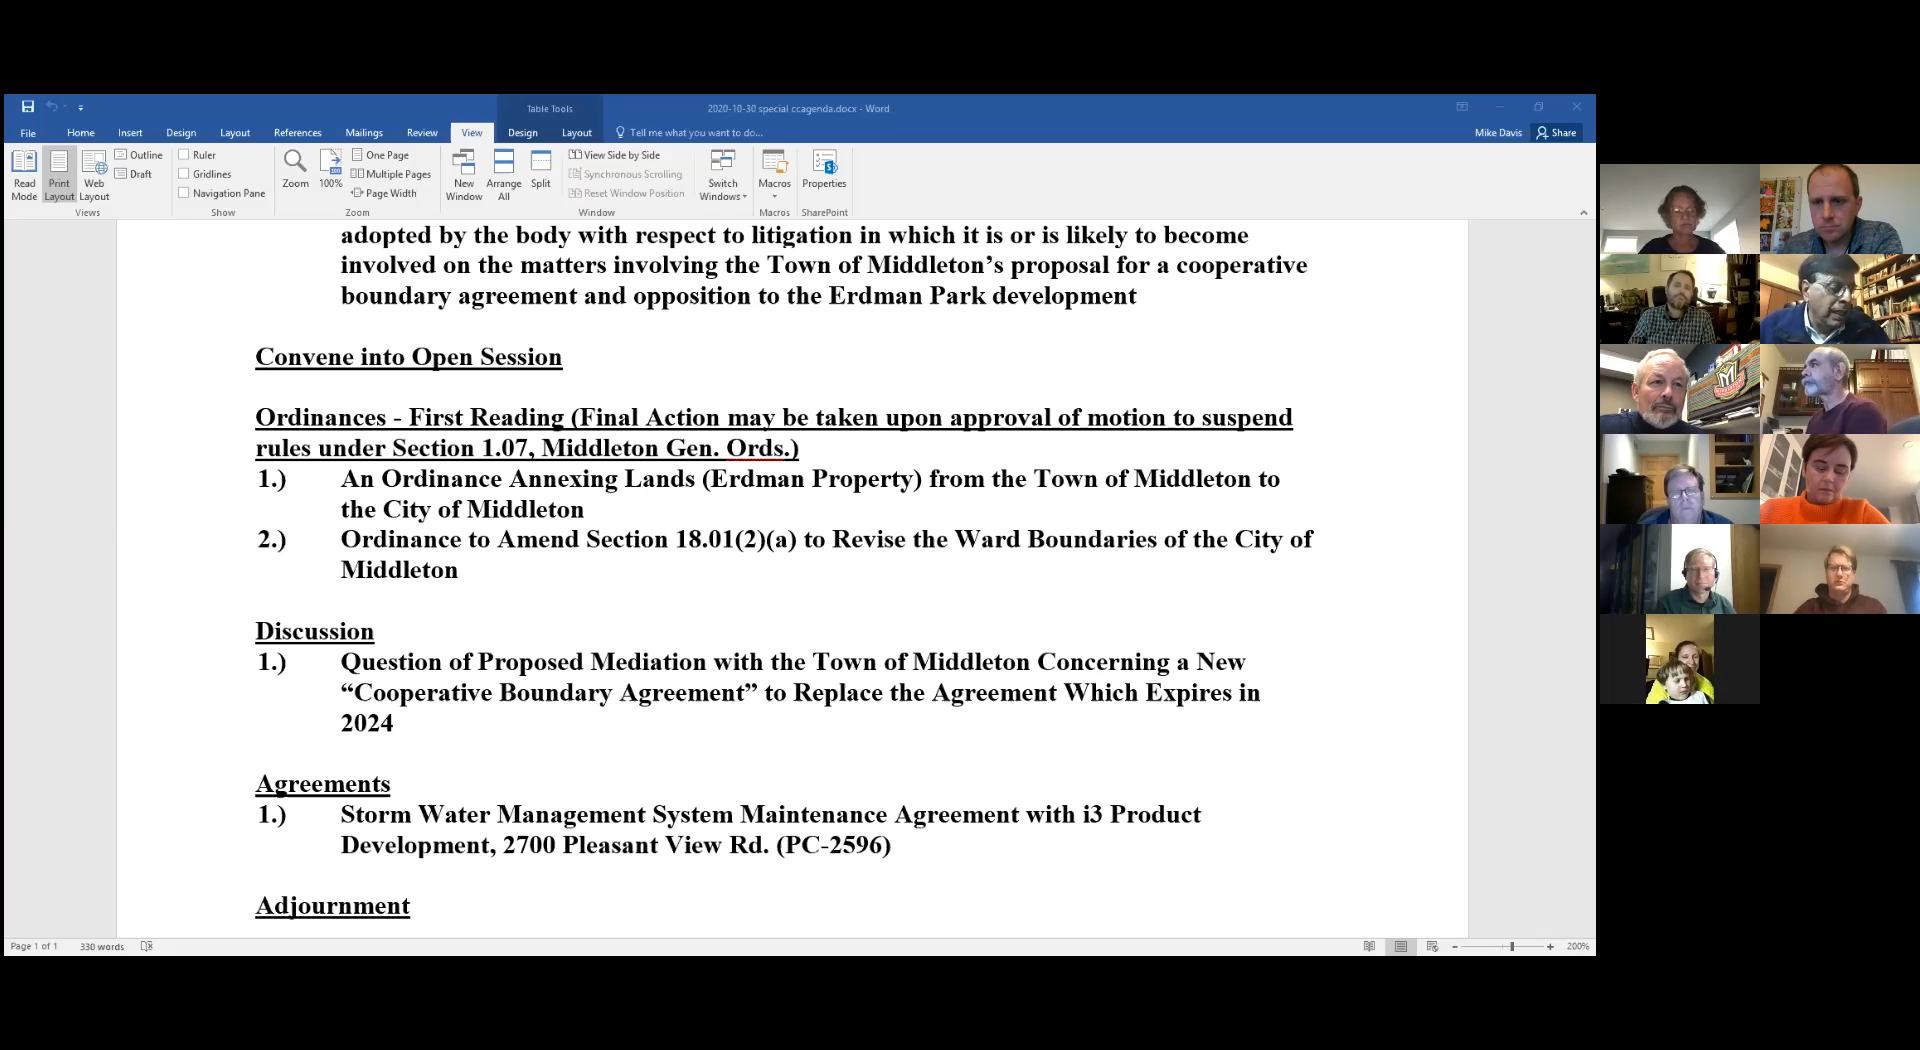 Table Tools
2020-10-30 special ccagenda.docx - Word
File Home Insert Design Layout References Mailings Review View Design Layout Tell me what you want to do... Mike Davis Share
Read Mode
Print Layout
Web Layout
Outline
Draft
Views
Ruler
Gridlines
Navigation Pane
Show
Zoom
100%
One Page
Multiple Pages
Page Width
Zoom
New Window
Arrange All
Split
View Side by Side
Synchronous Scrolling
Reset Window Position
Window
Switch Windows
Macros
Macros
Properties
SharePoint
adopted by the body with respect to litigation in which it is or is likely to become
involved on the matters involving the Town of Middleton’s proposal for a cooperative
boundary agreement and opposition to the Erdman Park development
Convene into Open Session
Ordinances - First Reading (Final Action may be taken upon approval of motion to suspend
rules under Section 1.07, Middleton Gen. Ords.)
1.) An Ordinance Annexing Lands (Erdman Property) from the Town of Middleton to
the City of Middleton
2.) Ordinance to Amend Section 18.01(2)(a) to Revise the Ward Boundaries of the City of
Middleton
Discussion
1.) Question of Proposed Mediation with the Town of Middleton Concerning a New
“Cooperative Boundary Agreement” to Replace the Agreement Which Expires in
2024
Agreements
1.) Storm Water Management System Maintenance Agreement with i3 Product
Development, 2700 Pleasant View Rd. (PC-2596)
Adjournment
Page 1 of 1 330 words 200%